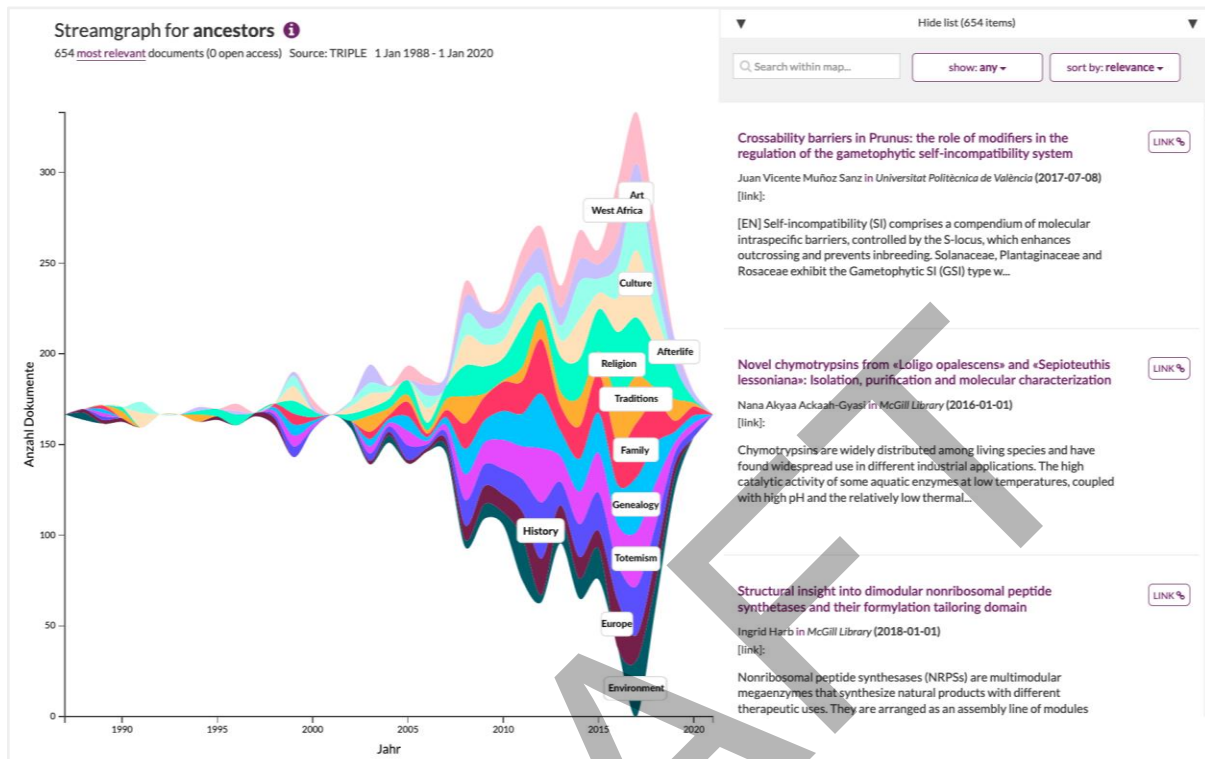 Streamgraph for ancestors
654 most relevant documents (0 open access) Source: TRIPLE 1 Jan 1988 - 1 Jan 2020
300
250
200
150
100
50
0
Anzahl Dokumente
1990
1995
2000
2005
2010
2015
2020
Jahr
Art
West Africa
Culture
Afterlife
Religion
Traditions
Family
Genealogy
History
Totemism
Europe
Environment
Hide list (654 items)
Search within map...
show: any
sort by: relevance
Crossability barriers in Prunus: the role of modifiers in the
regulation of the gametophytic self-incompatibility system
LINK
Juan Vicente Muñoz Sanz in Universitat Politècnica de València (2017-07-08)
[link]:
[EN] Self-incompatibility (SI) comprises a compendium of molecular
intraspecific barriers, controlled by the S-locus, which enhances
outcrossing and prevents inbreeding. Solanaceae, Plantaginaceae and
Rosaceae exhibit the Gametophytic SI (GSI) type w...
Novel chymotrypsins from «Loligo opalescens» and «Sepioteuthis
lessoniana»: Isolation, purification and molecular characterization
LINK
Nana Akyaa Ackaah-Gyasi in McGill Library (2016-01-01)
[link]:
Chymotrypsins are widely distributed among living species and have
found widespread use in different industrial applications. The high
catalytic activity of some aquatic enzymes at low temperatures, coupled
with high pH and the relatively low thermal...
Structural insight into dimodular nonribosomal peptide
synthetases and their formylation tailoring domain
LINK
Ingrid Harb in McGill Library (2018-01-01)
[link]:
Nonribosomal peptide synthesases (NRPSs) are multimodular
megaenzymes that synthesize natural products with different
therapeutic uses. They are arranged as an assembly line of modules